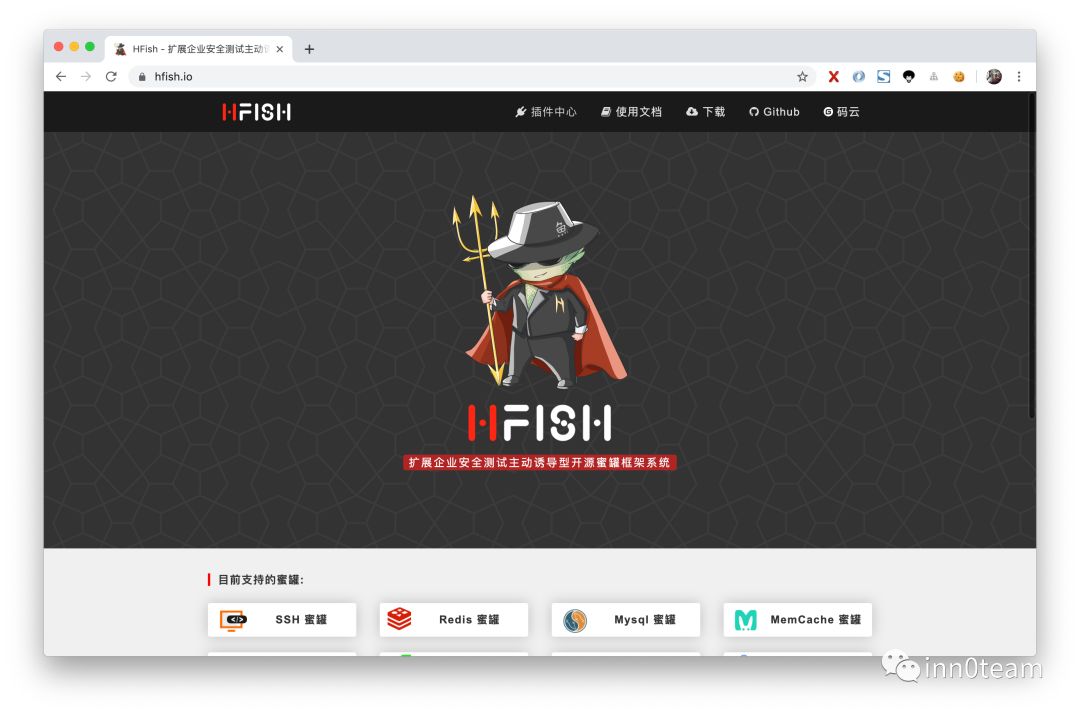 HFish - 扩展企业安全测试主动
hfish.io
HFISH
插件中心 使用文档 下载 Github 码云
魚
H
HFISH
扩展企业安全测试主动诱导型开源蜜罐框架系统
目前支持的蜜罐:
SSH 蜜罐 Redis 蜜罐 Mysql 蜜罐 MemCache 蜜罐
inn0team